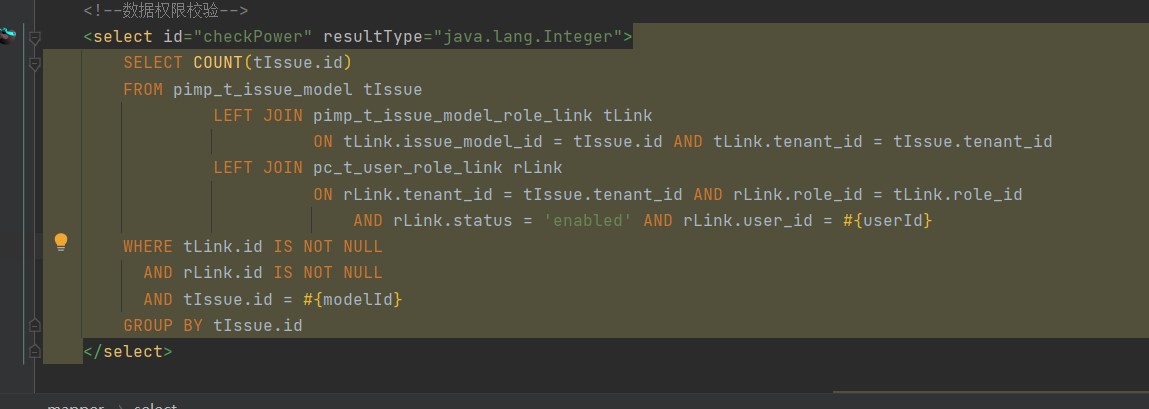 <!--数据权限校验-->
<select id="checkPower" resultType="java.lang.Integer">
SELECT COUNT(tIssue.id)
FROM pimp_t_issue_model tIssue
LEFT JOIN pimp_t_issue_model_role_link tLink
ON tLink.issue_model_id = tIssue.id AND tLink.tenant_id = tIssue.tenant_id
LEFT JOIN pc_t_user_role_link rLink
ON rLink.tenant_id = tIssue.tenant_id AND rLink.role_id = tLink.role_id
AND rLink.status = 'enabled' AND rLink.user_id = #{userId}
WHERE tLink.id IS NOT NULL
AND rLink.id IS NOT NULL
AND tIssue.id = #{modelId}
GROUP BY tIssue.id
</select>
mapper > select